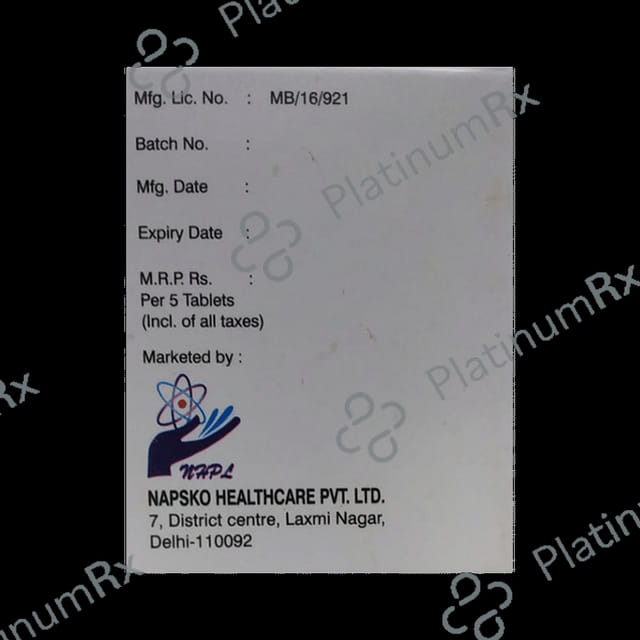 PlatinumRx
Mfg. Lic. No. : MB/16/921
Batch No. :
Mfg. Date :
Expiry Date :
M.R.P. Rs. :
Per 5 Tablets
(Incl. of all taxes)
Marketed by :
NHPL
NAPSKO HEALTHCARE PVT. LTD.
7, District centre, Laxmi Nagar,
Delhi-110092
PlatinumRx
PlatinumRx
Rx
PlatinumRx
Platin